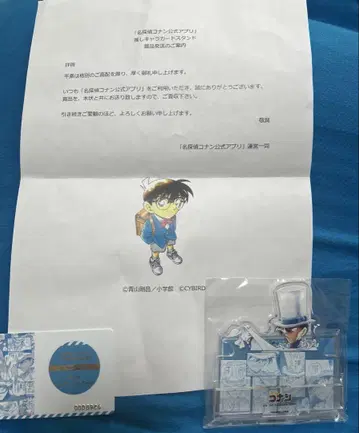 「名探偵コナン公式アプリ」
推しキャラカードスタンド
賞品発送のご案内
拝啓
平素は格別のご高配を賜り、厚く御礼申し上げます。
いつも「名探偵コナン公式アプリ」をご利用いただき、誠にありがとうございます。
賞品を、本状と共にお送り致しますので、ご査収下さい。
引き続きご愛顧のほど、よろしくお願い申し上げます。
敬具
「名探偵コナン公式アプリ」運営一同
©青山剛昌／小学館 ©CYBIRD
コナン